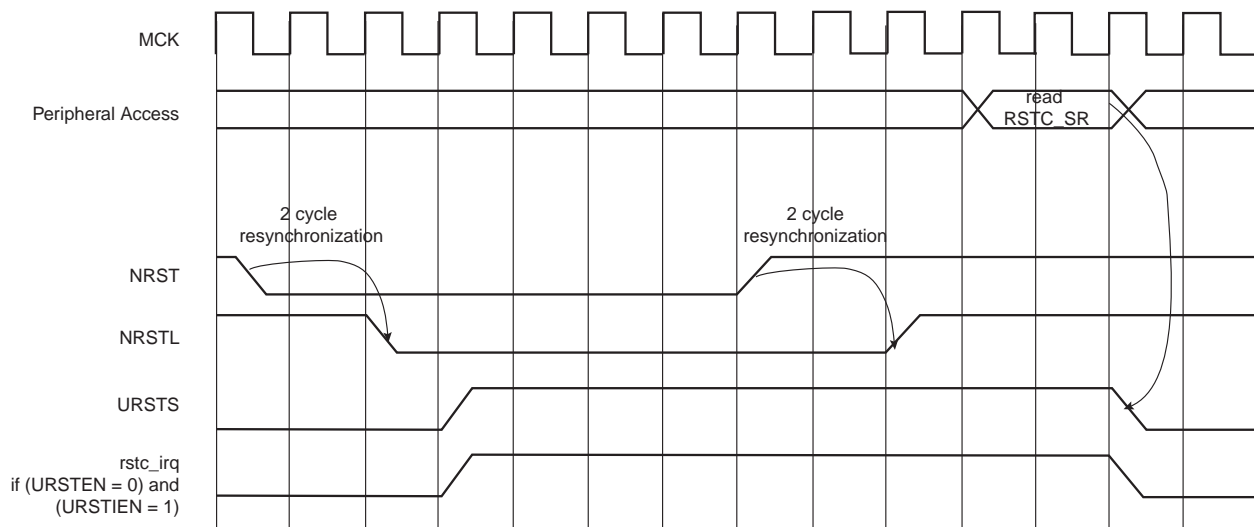 MCK
Peripheral Access
read
RSTC_SR
2 cycle
resynchronization
2 cycle
resynchronization
NRST
NRSTL
URSTS
rstc_irq
if (URSTEN = 0) and
(URSTIEN = 1)